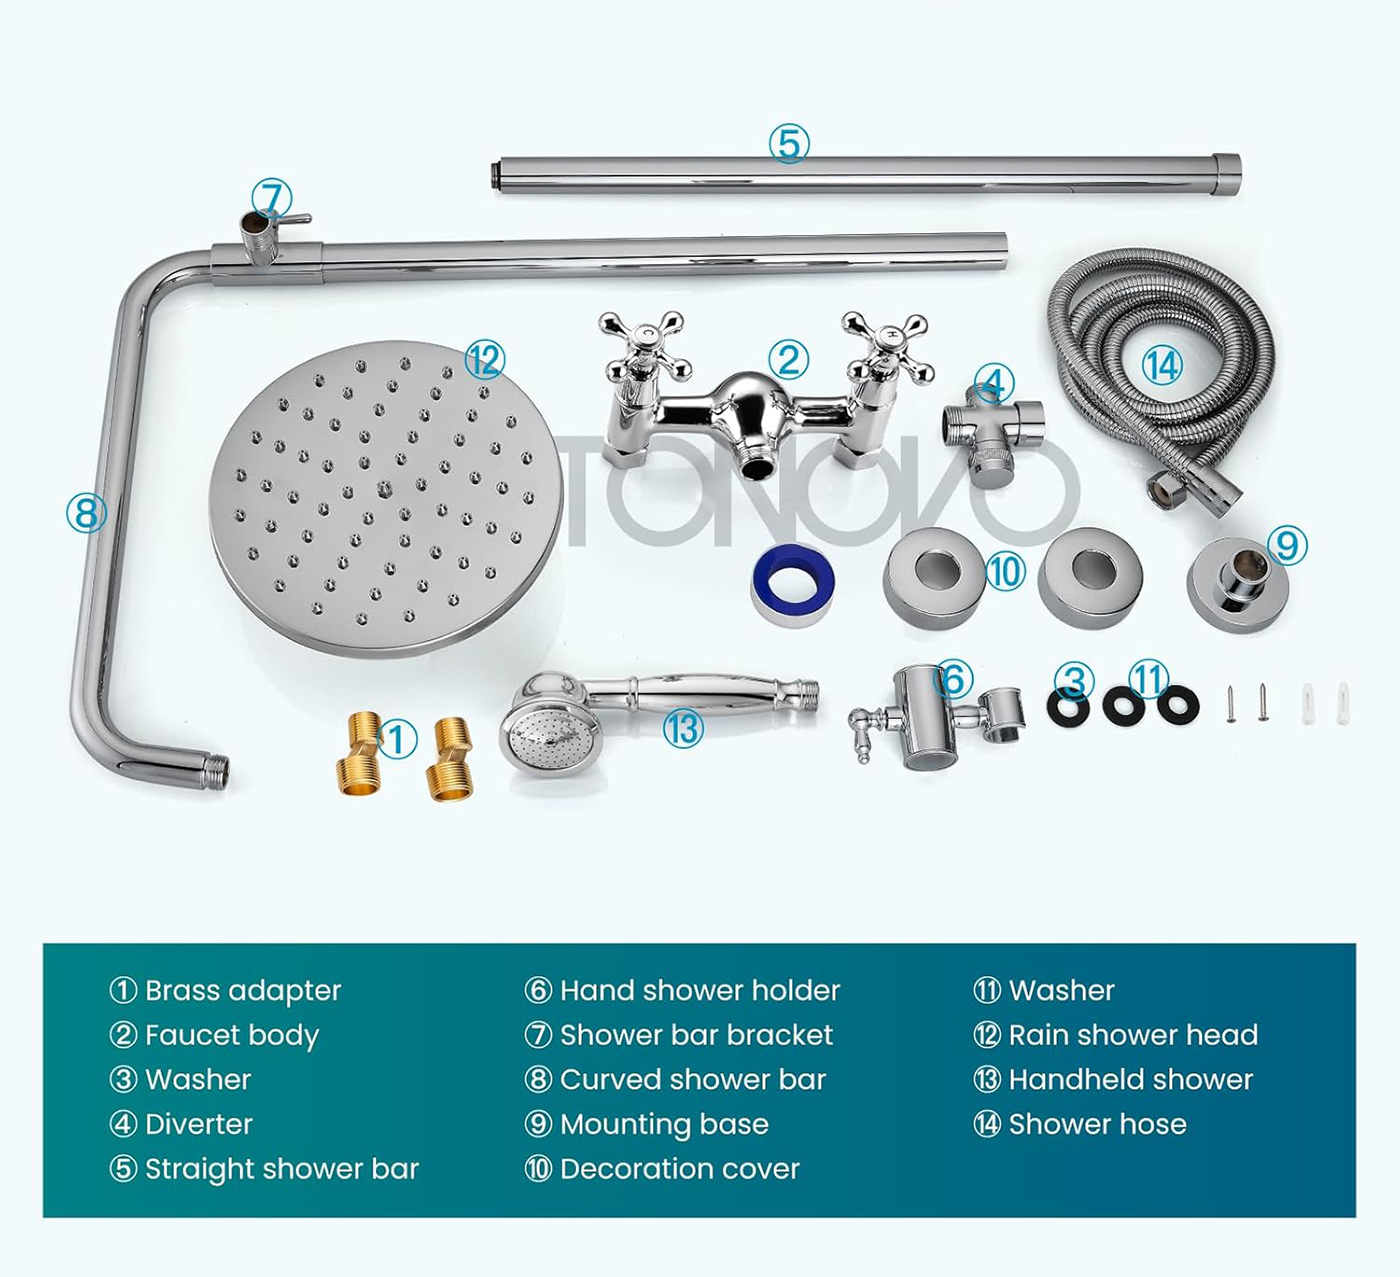 ⑤
⑦
⑫
②
④
⑭
C
H
TONOVO
⑧
⑨
⑩
⑥
③
⑪
⑬
①
① Brass adapter
② Faucet body
③ Washer
④ Diverter
⑤ Straight shower bar
⑥ Hand shower holder
⑦ Shower bar bracket
⑧ Curved shower bar
⑨ Mounting base
⑩ Decoration cover
⑪ Washer
⑫ Rain shower head
⑬ Handheld shower
⑭ Shower hose